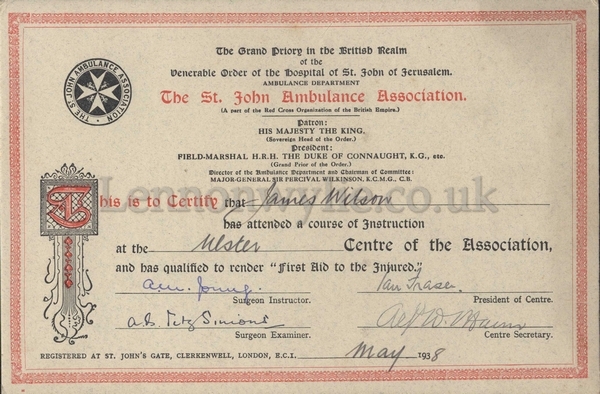 The Grand Priory in the British Realm
of the
Venerable Order of the Hospital of St. John of Jerusalem.
AMBULANCE DEPARTMENT
The St. John Ambulance Association.
(A part of the Red Cross Organisation of the British Empire.)
Patron:
HIS MAJESTY THE KING.
(Sovereign Head of the Order.)
President:
FIELD-MARSHAL H.R.H. THE DUKE OF CONNAUGHT, K.G., etc.
(Grand Prior of the Order.)
Director of the Ambulance Department and Chairman of Committee:
MAJOR-GENERAL SIR PERCIVAL WILKINSON, K.C.M.G., C.B.
THE ST. JOHN AMBULANCE ASSOCIATION
This is to Certify that James Wilson
has attended a course of Instruction
at the Ulster Centre of the Association,
and has qualified to render "First Aid to the Injured."
Ian Fraser.
Surgeon Instructor. President of Centre.
a.b. FitzSimons
Surgeon Examiner. Centre Secretary.
REGISTERED AT ST. JOHN'S GATE, CLERKENWELL, LONDON, E.C.1. May 1938